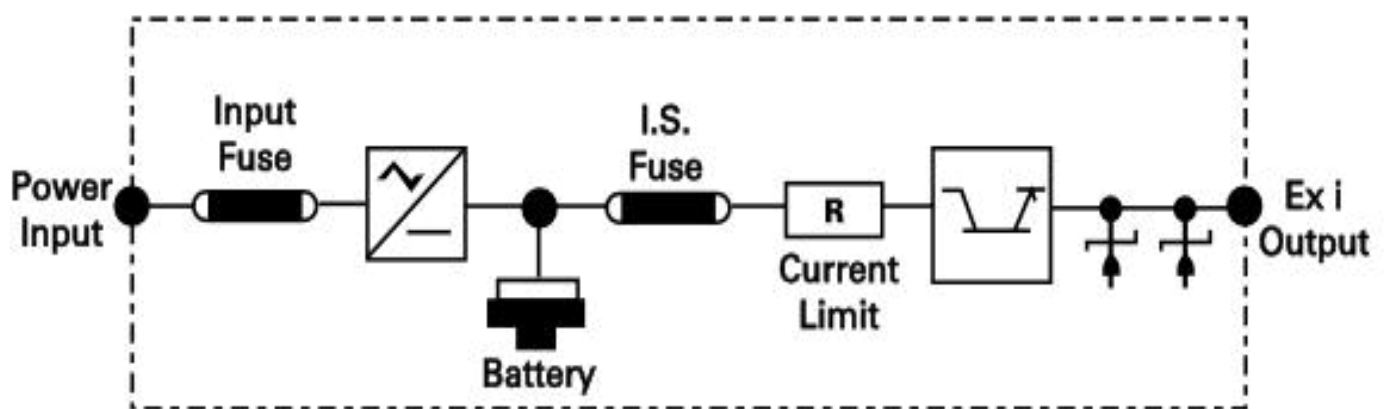 Input
Fuse
I.S.
Fuse
Power
Input
R
Ex i
Output
Current
Limit
Battery